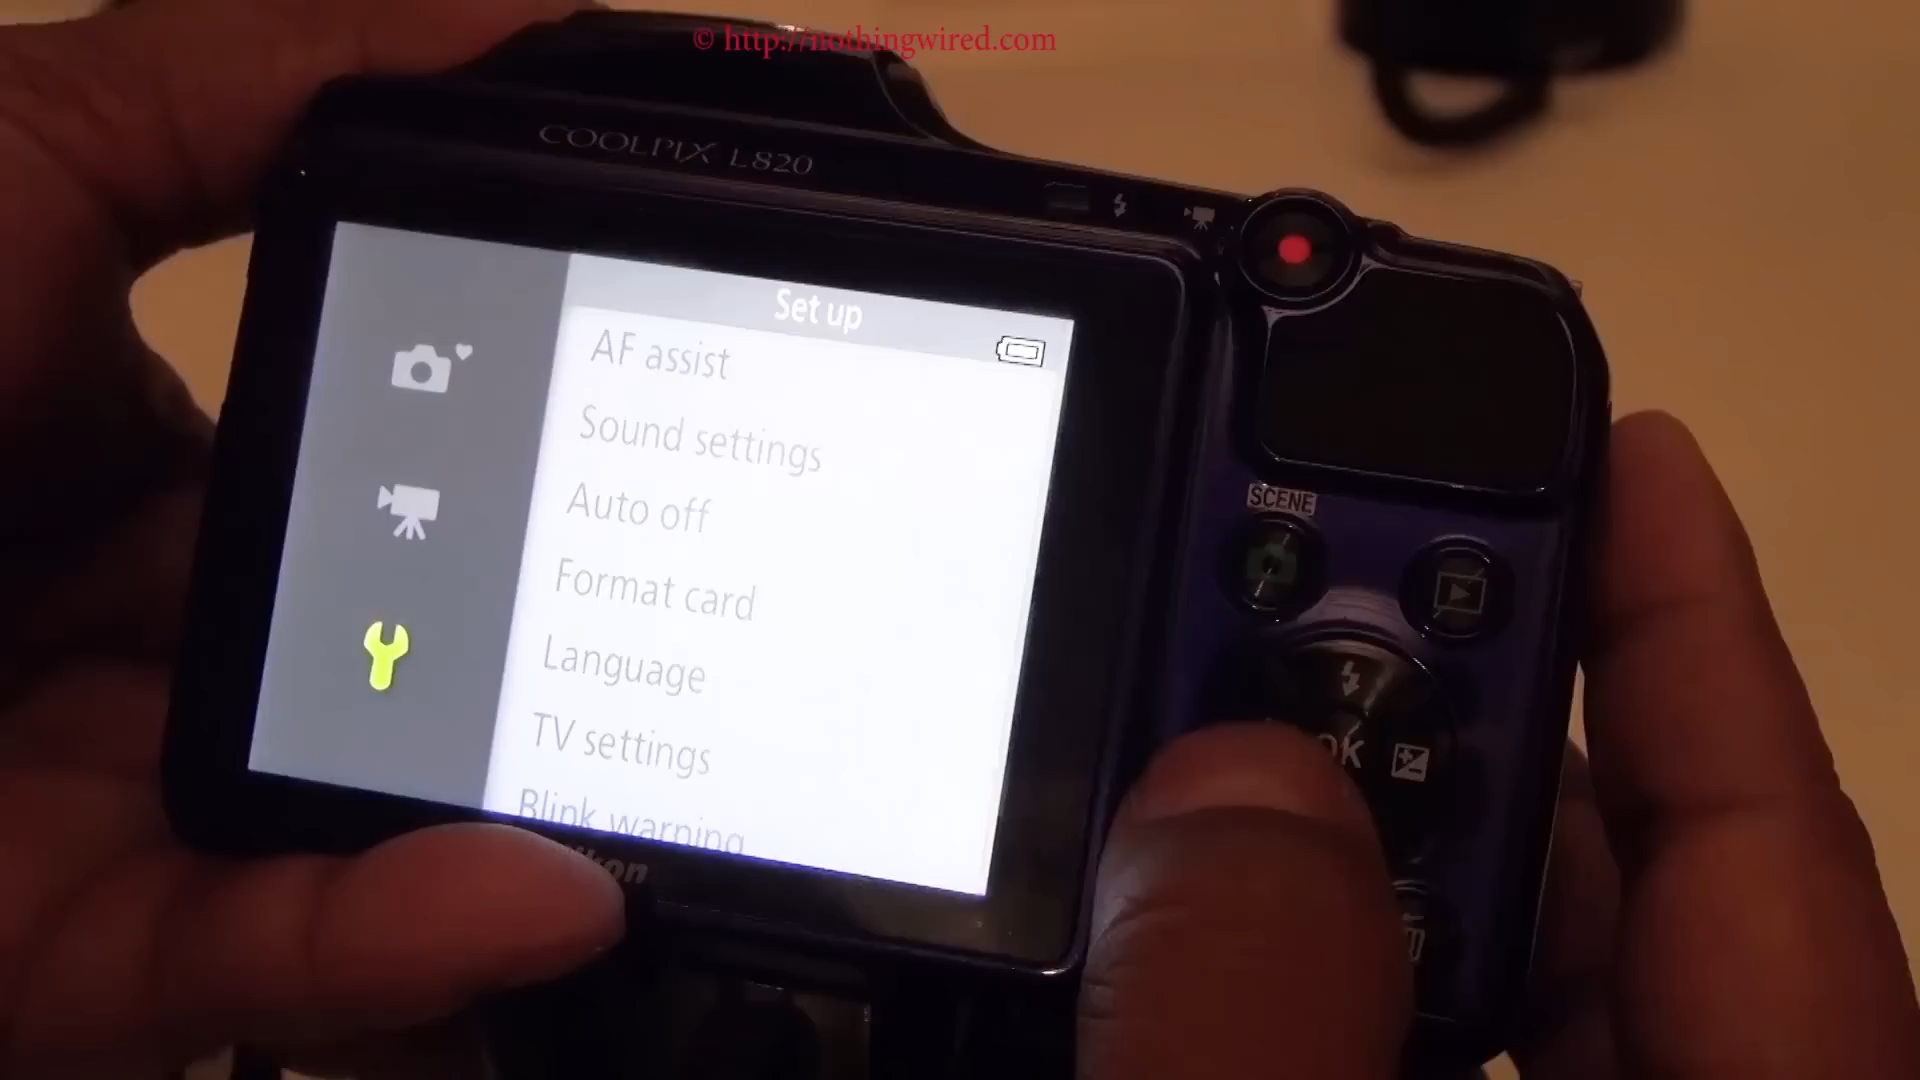 © http://nothingwired.com
COOLPIX L820
Set up
AF assist
Sound settings
Auto off
Format card
Language
TV settings
Blink warning
SCENE
OK